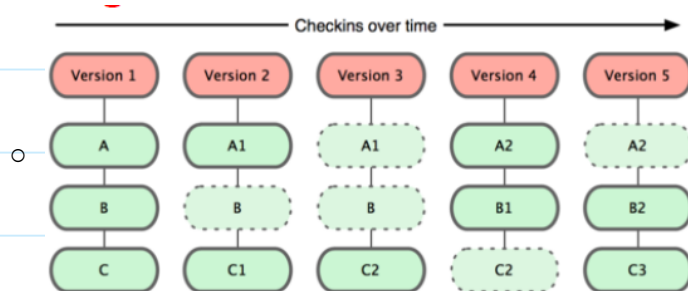 Checkins over time
Version 1 Version 2 Version 3 Version 4 Version 5
A A1 A1 A2 A2
B B B B1 B2
C C1 C2 C2 C3